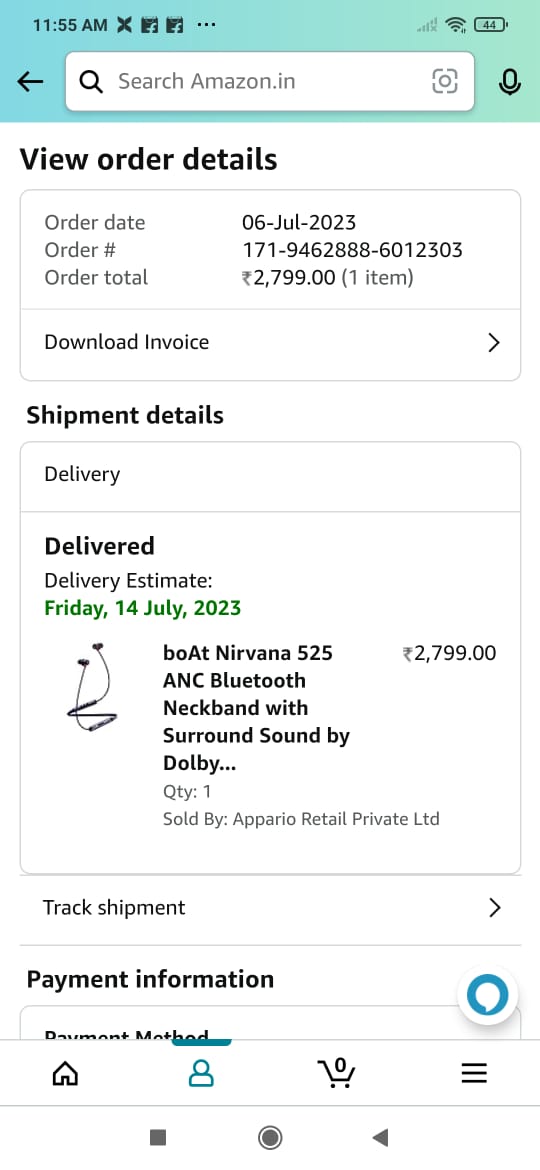 11:55 AM
44
Search Amazon.in
View order details
Order date 06-Jul-2023
Order # 171-9462888-6012303
Order total ₹2,799.00 (1 item)
Download Invoice
Shipment details
Delivery
Delivered
Delivery Estimate:
Friday, 14 July, 2023
boAt Nirvana 525 ₹2,799.00
ANC Bluetooth
Neckband with
Surround Sound by
Dolby...
Qty: 1
Sold By: Appario Retail Private Ltd
Track shipment
Payment information
Payment Method
0